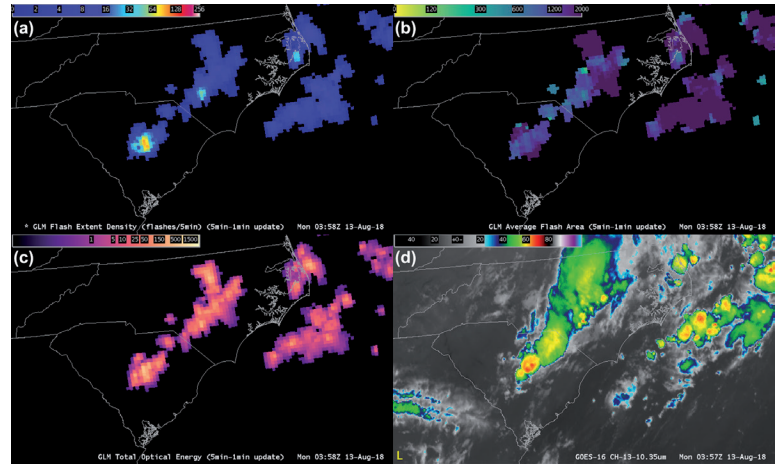 2 4 8 16 32 64 128 256
0 120 300 600 1200 2000
(a)
(b)
* GLM Flash Extent Density (flashes/5min) (5min-1min update) Mon 03:58Z 13-Aug-18
GLM Average Flash Area (5min-1min update) Mon 03:58Z 13-Aug-18
1 5 10 25 50 150 500 1500
40 20 20 40 60 80
(c)
(d)
GLM Total Optical Energy (5min-1min update) Mon 03:58Z 13-Aug-18
L
GOES-16 CH-13-10.35um Mon 03:57Z 13-Aug-18